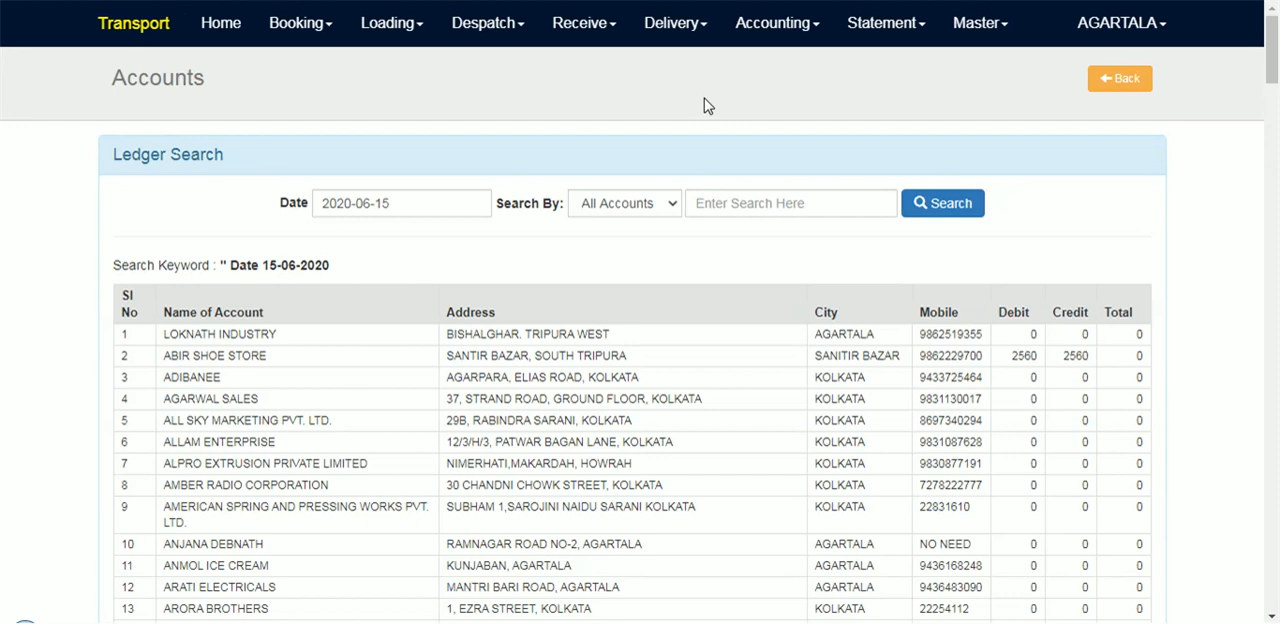 Transport Home Booking Loading Despatch Receive Delivery Accounting Statement Master AGARTALA
Accounts
Back
Ledger Search
Date 2020-06-15 Search By: All Accounts Enter Search Here Search
Search Keyword : '' Date 15-06-2020
Sl No Name of Account Address City Mobile Debit Credit Total
1 LOKNATH INDUSTRY BISHALGHAR. TRIPURA WEST AGARTALA 9862519355 0 0 0
2 ABIR SHOE STORE SANTIR BAZAR, SOUTH TRIPURA SANITIR BAZAR 9862229700 2560 2560 0
3 ADIBANEE AGARPARA, ELIAS ROAD, KOLKATA KOLKATA 9433725464 0 0 0
4 AGARWAL SALES 37, STRAND ROAD, GROUND FLOOR, KOLKATA KOLKATA 9831130017 0 0 0
5 ALL SKY MARKETING PVT. LTD. 29B, RABINDRA SARANI, KOLKATA KOLKATA 8697340294 0 0 0
6 ALLAM ENTERPRISE 12/3/H/3, PATWAR BAGAN LANE, KOLKATA KOLKATA 9831087628 0 0 0
7 ALPRO EXTRUSION PRIVATE LIMITED NIMERHATI,MAKARDAH, HOWRAH KOLKATA 9830877191 0 0 0
8 AMBER RADIO CORPORATION 30 CHANDNI CHOWK STREET, KOLKATA KOLKATA 7278222777 0 0 0
9 AMERICAN SPRING AND PRESSING WORKS PVT. LTD. SUBHAM 1,SAROJINI NAIDU SARANI KOLKATA KOLKATA 22831610 0 0 0
10 ANJANA DEBNATH RAMNAGAR ROAD NO-2, AGARTALA AGARTALA NO NEED 0 0 0
11 ANMOL ICE CREAM KUNJABAN, AGARTALA AGARTALA 9436168248 0 0 0
12 ARATI ELECTRICALS MANTRI BARI ROAD, AGARTALA AGARTALA 9436483090 0 0 0
13 ARORA BROTHERS 1, EZRA STREET, KOLKATA KOLKATA 22254112 0 0 0